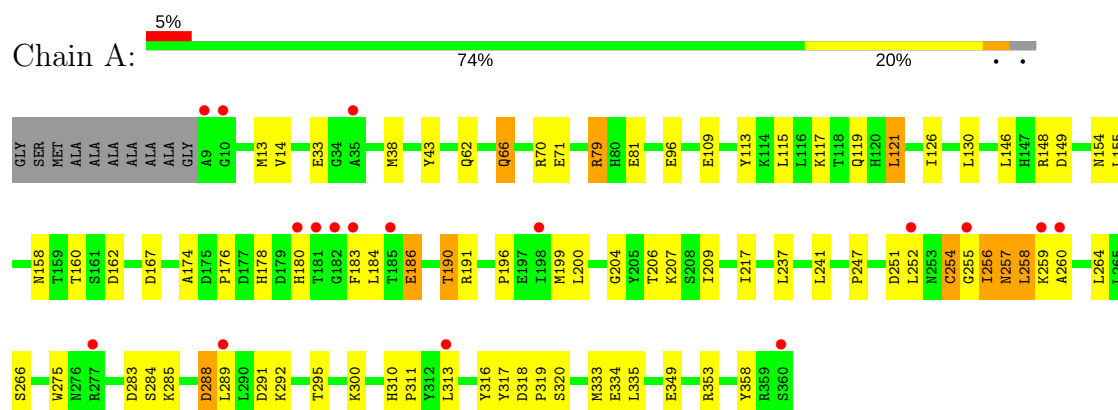 5%
Chain A:
74% 20% • •
GLY SER MET ALA ALA ALA ALA ALA ALA GLY A9 G10 M13 V14 E33 G34 A35 M38 Y43 Q62 Q66 R70 E71 R79 H80 E81 E96 E109 Y113 K114 L115 L116 K117 T118 Q119 H120 L121 I126 L130 L146 H147 R148 D149 N154 L155
N158 T159 T160 S161 D162 D167 A174 D175 P176 D177 H178 D179 H180 T181 G182 F183 L184 T185 E186 T190 R191 P196 E197 I198 M199 L200 G204 Y205 T206 K207 S208 I209 I217 L237 L241 P247 D251 L252 N253 C254 G255 I256 N257 L258 K259 A260 L264 L265
S266 W275 N276 R277 D283 S284 K285 D288 L289 L290 D291 K292 T295 K300 H310 P311 Y312 L313 Y316 Y317 D318 P319 S320 M333 E334 L335 E349 R353 Y358 R359 S360